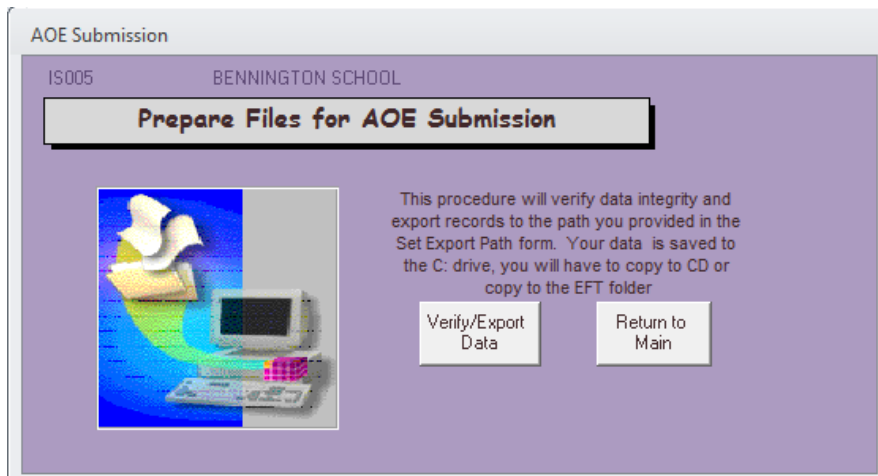 AOE Submission
IS005 BENNINGTON SCHOOL
Prepare Files for AOE Submission
This procedure will verify data integrity and
export records to the path you provided in the
Set Export Path form. Your data is saved to
the C: drive, you will have to copy to CD or
copy to the EFT folder
Verify/Export
Data
Return to
Main